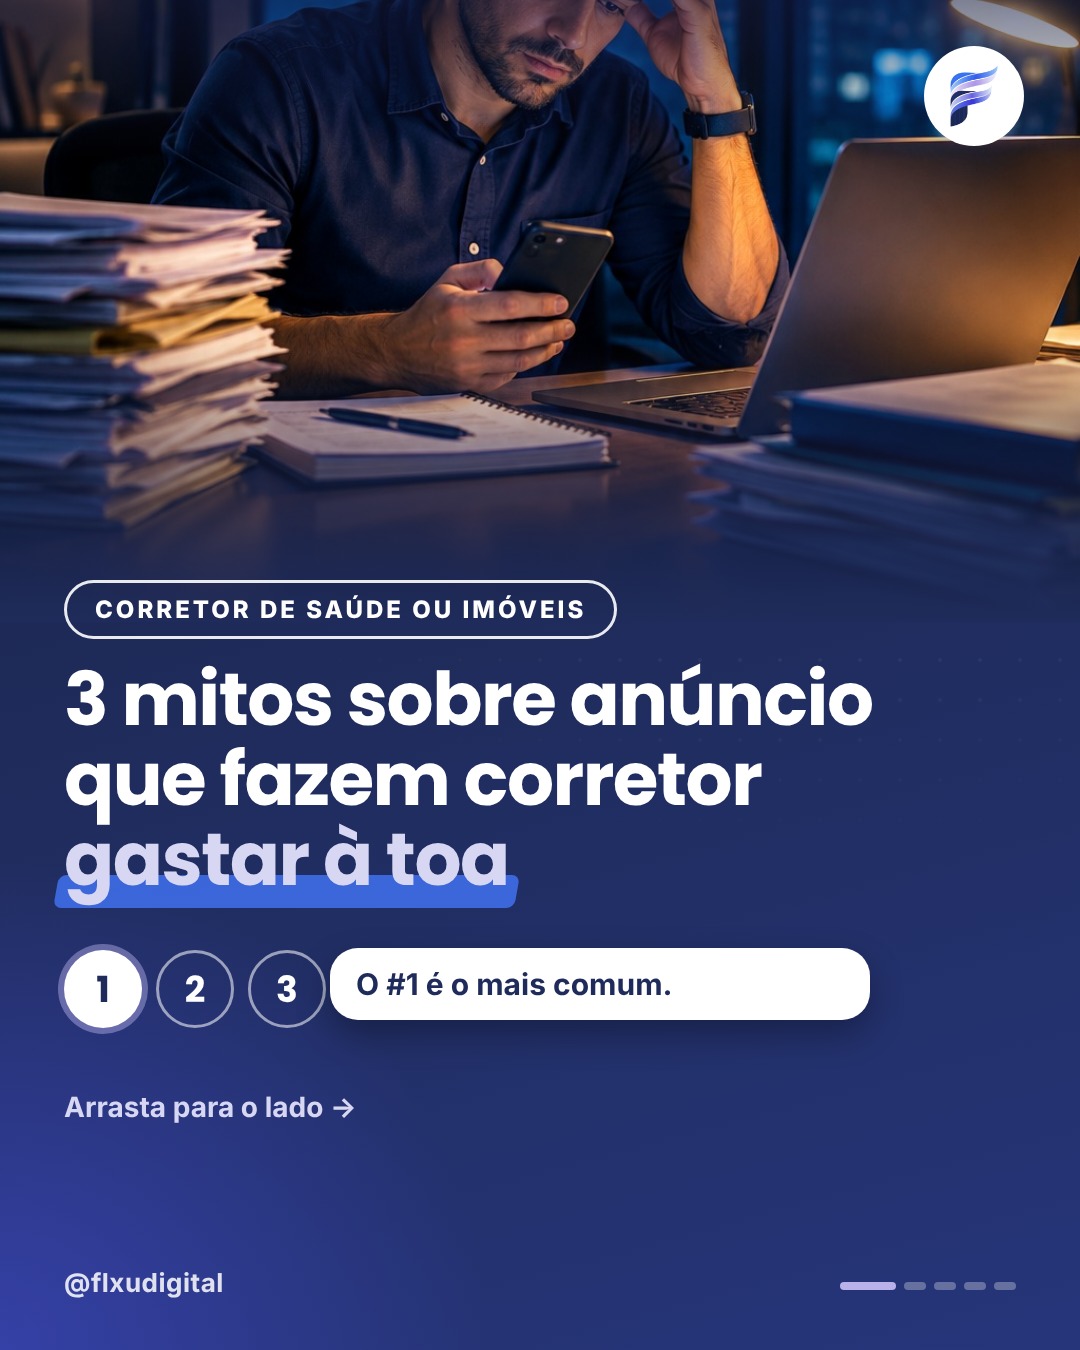 CORRETOR DE SAÚDE OU IMÓVEIS
3 mitos sobre anúncio
que fazem corretor
gastar à toa
1 2 3 O #1 é o mais comum.
Arrasta para o lado →
@flxudigital